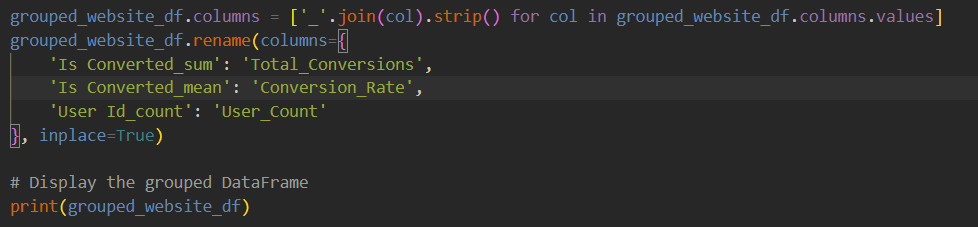 grouped_website_df.columns = ['_'.join(col).strip() for col in grouped_website_df.columns.values]
grouped_website_df.rename(columns={
    'Is Converted_sum': 'Total_Conversions',
    'Is Converted_mean': 'Conversion_Rate',
    'User Id_count': 'User_Count'
}, inplace=True)

# Display the grouped DataFrame
print(grouped_website_df)